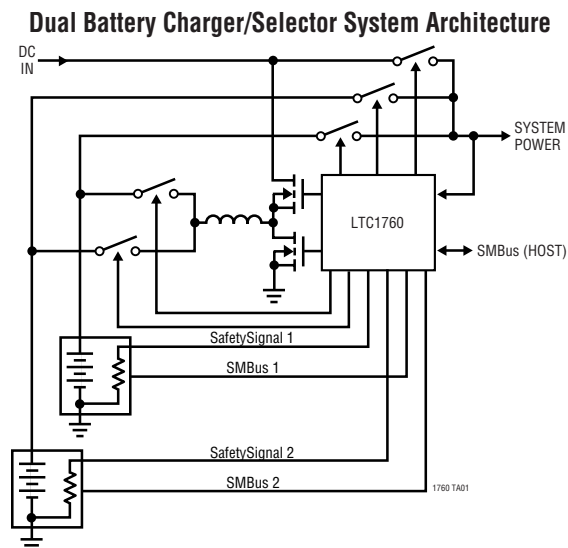 Dual Battery Charger/Selector System Architecture
DC
IN
SYSTEM
POWER
LTC1760
SMBus (HOST)
SafetySignal 1
SMBus 1
SafetySignal 2
SMBus 2
1760 TA01